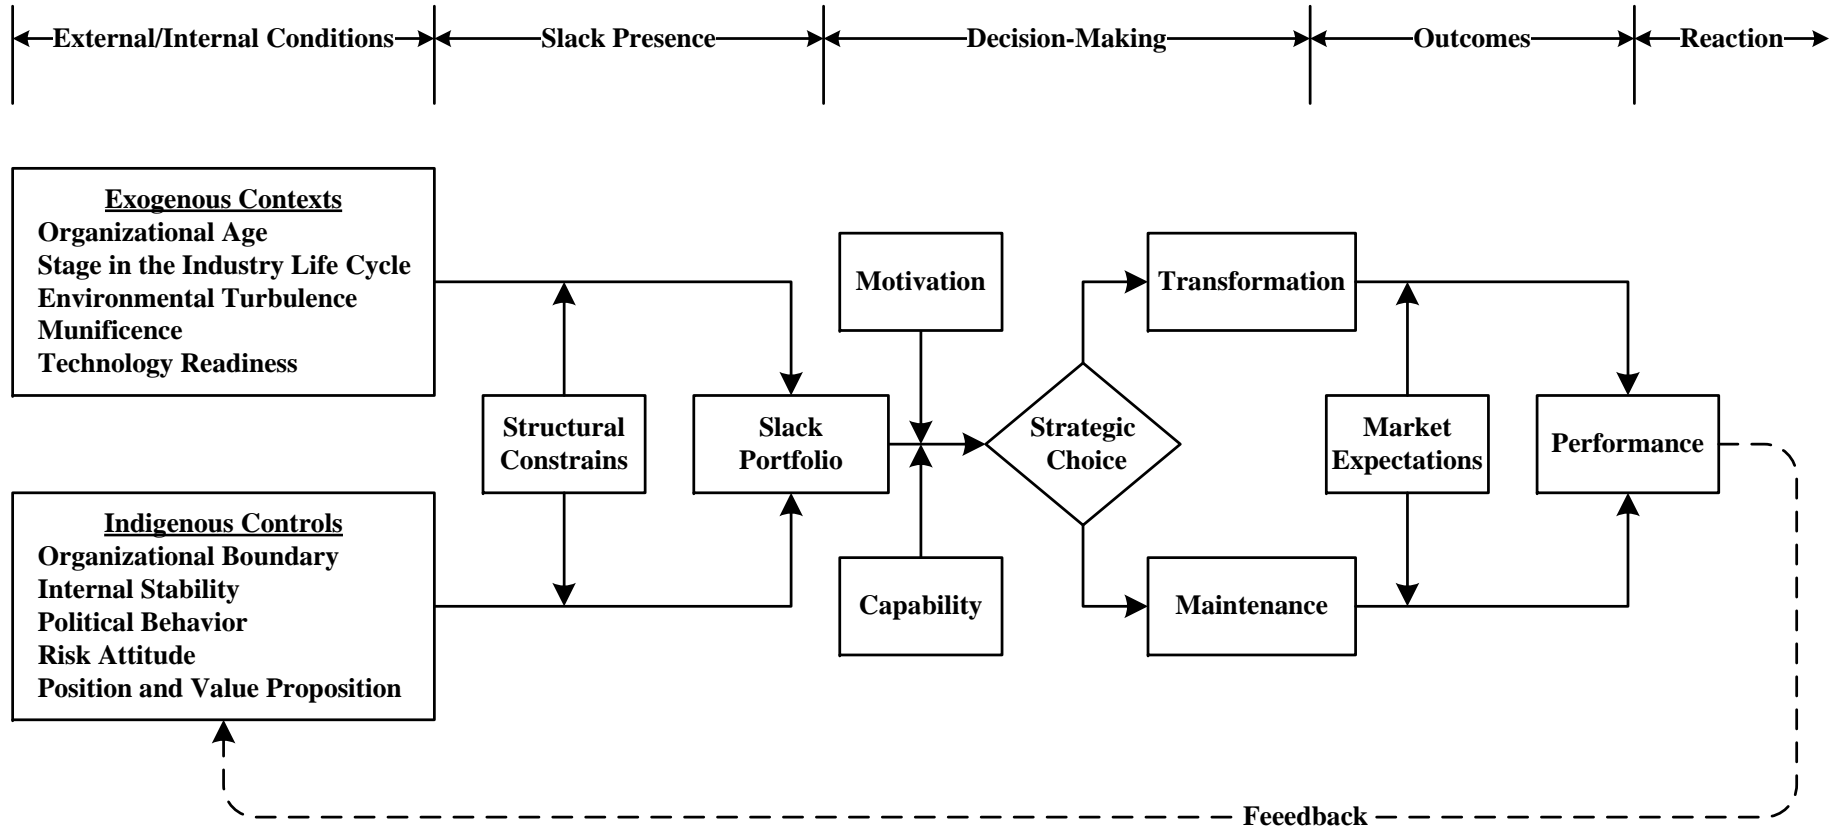 External/Internal Conditions
Slack Presence
Decision-Making
Outcomes
Reaction
Exogenous Contexts
Organizational Age
Stage in the Industry Life Cycle
Environmental Turbulence
Munificence
Technology Readiness
Indigenous Controls
Organizational Boundary
Internal Stability
Political Behavior
Risk Attitude
Position and Value Proposition
Structural
Constrains
Slack
Portfolio
Motivation
Capability
Strategic
Choice
Transformation
Maintenance
Market
Expectations
Performance
Feeedback